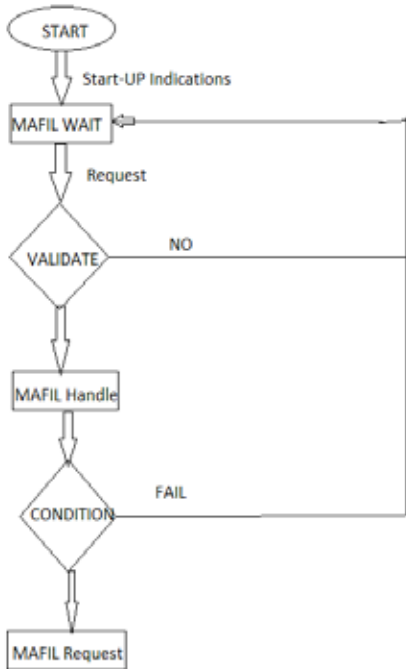 START
Start-UP Indications
MAFIL WAIT
Request
VALIDATE
NO
MAFIL Handle
FAIL
CONDITION
MAFIL Request